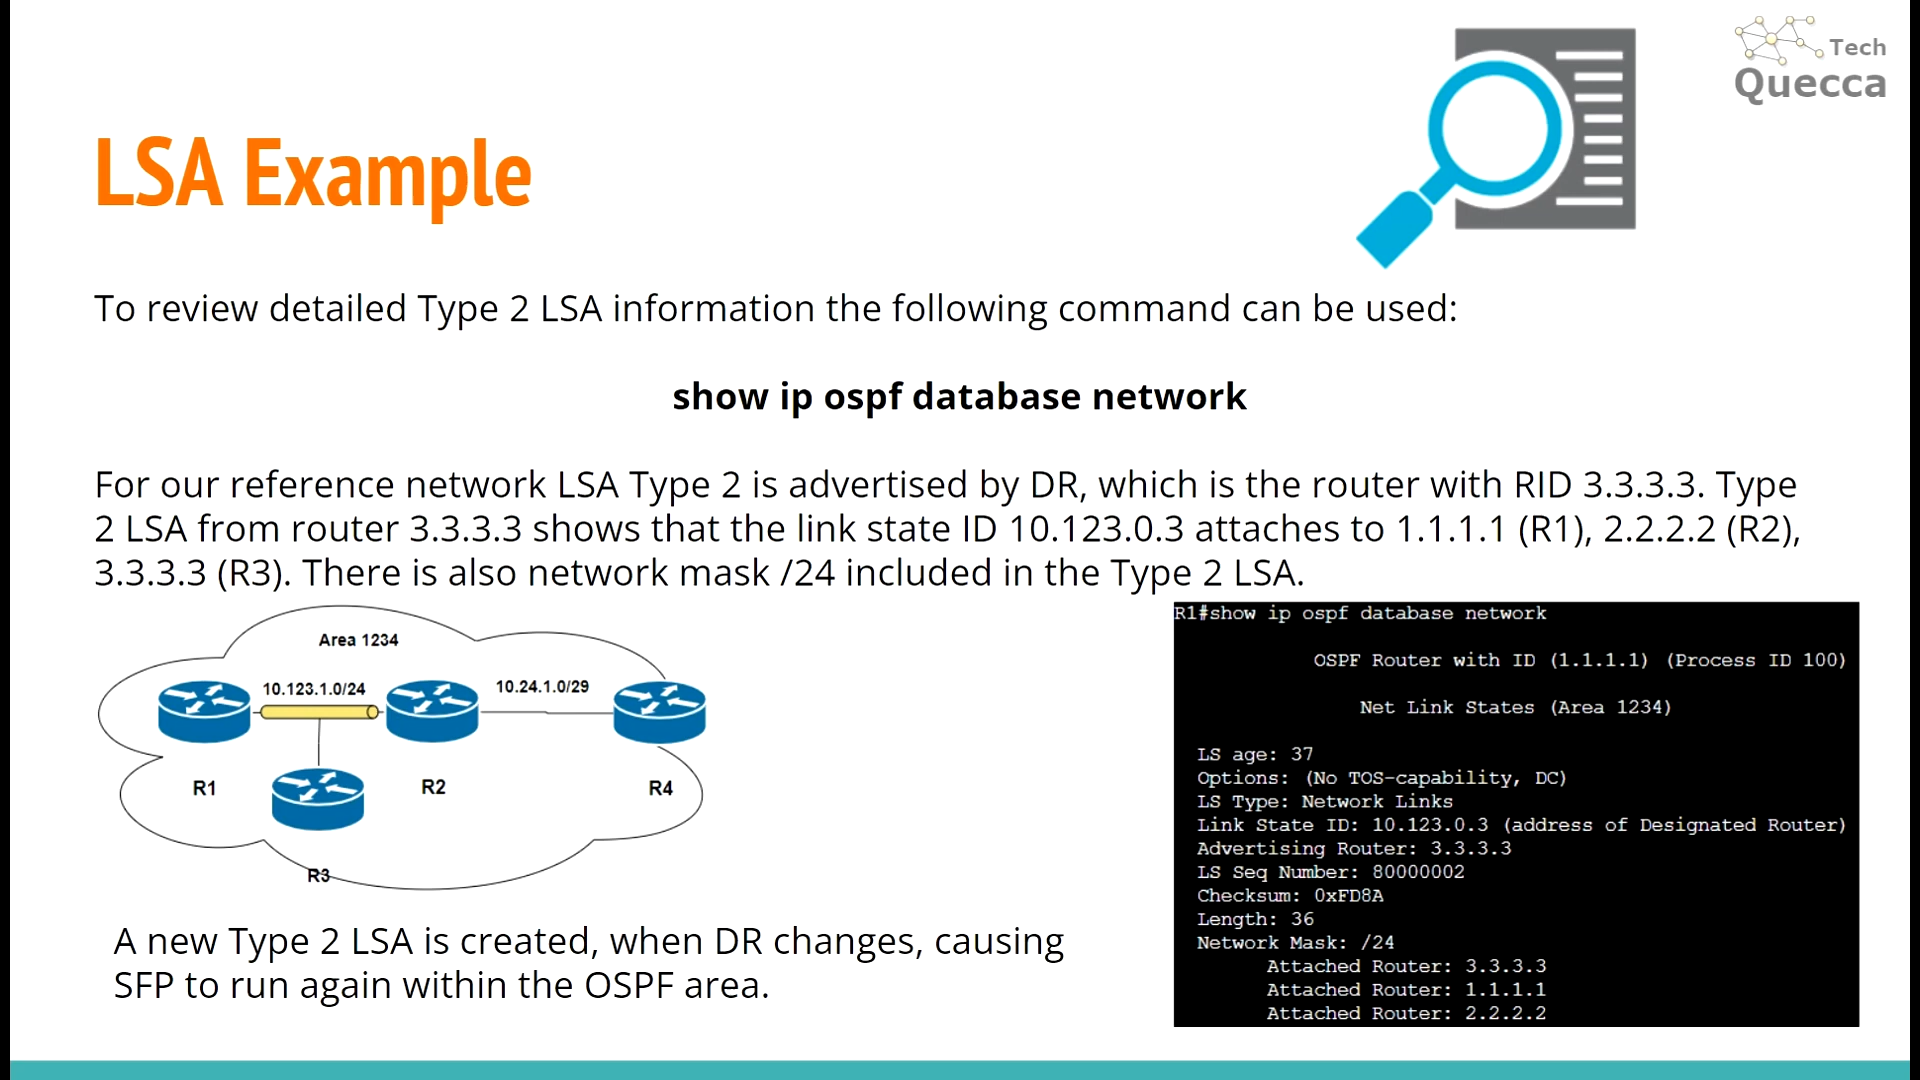 Tech
Quecca
LSA Example
To review detailed Type 2 LSA information the following command can be used:
show ip ospf database network
For our reference network LSA Type 2 is advertised by DR, which is the router with RID 3.3.3.3. Type
2 LSA from router 3.3.3.3 shows that the link state ID 10.123.0.3 attaches to 1.1.1.1 (R1), 2.2.2.2 (R2),
3.3.3.3 (R3). There is also network mask /24 included in the Type 2 LSA.
Area 1234
10.123.1.0/24
10.24.1.0/29
R1
R2
R4
R3
A new Type 2 LSA is created, when DR changes, causing
SFP to run again within the OSPF area.
R1#show ip ospf database network
OSPF Router with ID (1.1.1.1) (Process ID 100)
Net Link States (Area 1234)
LS age: 37
Options: (No TOS-capability, DC)
LS Type: Network Links
Link State ID: 10.123.0.3 (address of Designated Router)
Advertising Router: 3.3.3.3
LS Seq Number: 80000002
Checksum: 0xFD8A
Length: 36
Network Mask: /24
Attached Router: 3.3.3.3
Attached Router: 1.1.1.1
Attached Router: 2.2.2.2